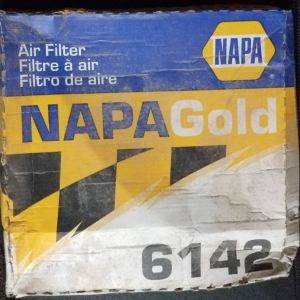 Air Filter
Filtre à air
Filtro de aire
NAPA
NAPAGold
6142